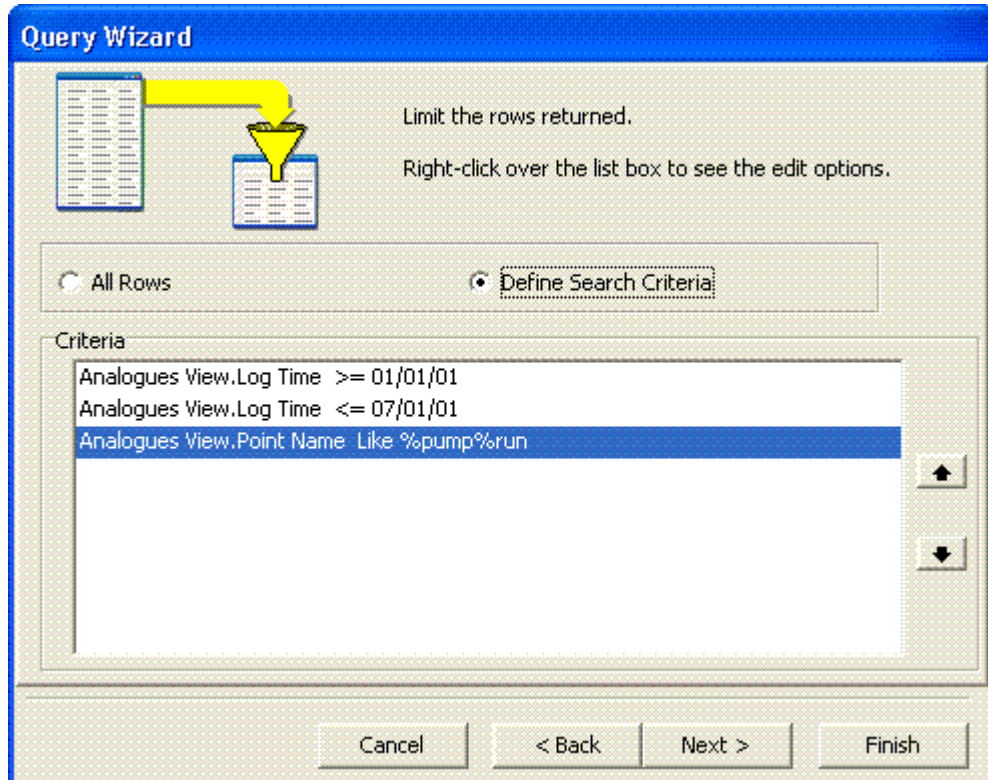 Query Wizard
Limit the rows returned.
Right-click over the list box to see the edit options.
All Rows
Define Search Criteria
Criteria
Analogues View.Log Time  >= 01/01/01
Analogues View.Log Time  <= 07/01/01
Analogues View.Point Name  Like %pump%run
Cancel
< Back
Next >
Finish